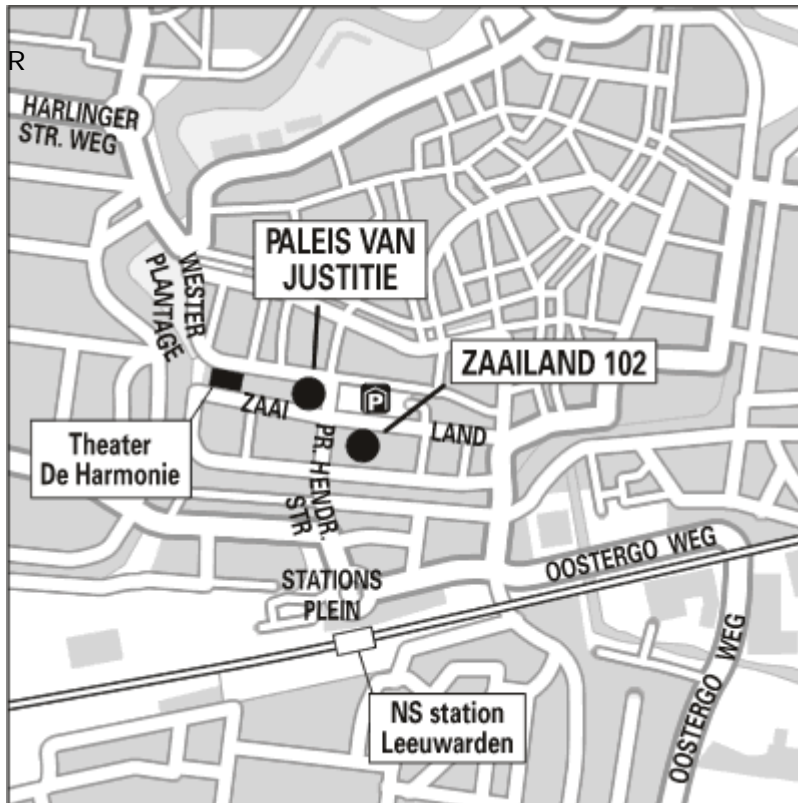 R
HARLINGER
STR. WEG
PALEIS VAN
JUSTITIE
WESTER
PLANTAGE
ZAAILAND 102
P
ZAAI
LAND
Theater
De Harmonie
PR. HENDR.
STR
STATIONS
PLEIN
OOSTERGO WEG
OOSTERGO WEG
NS station
Leeuwarden